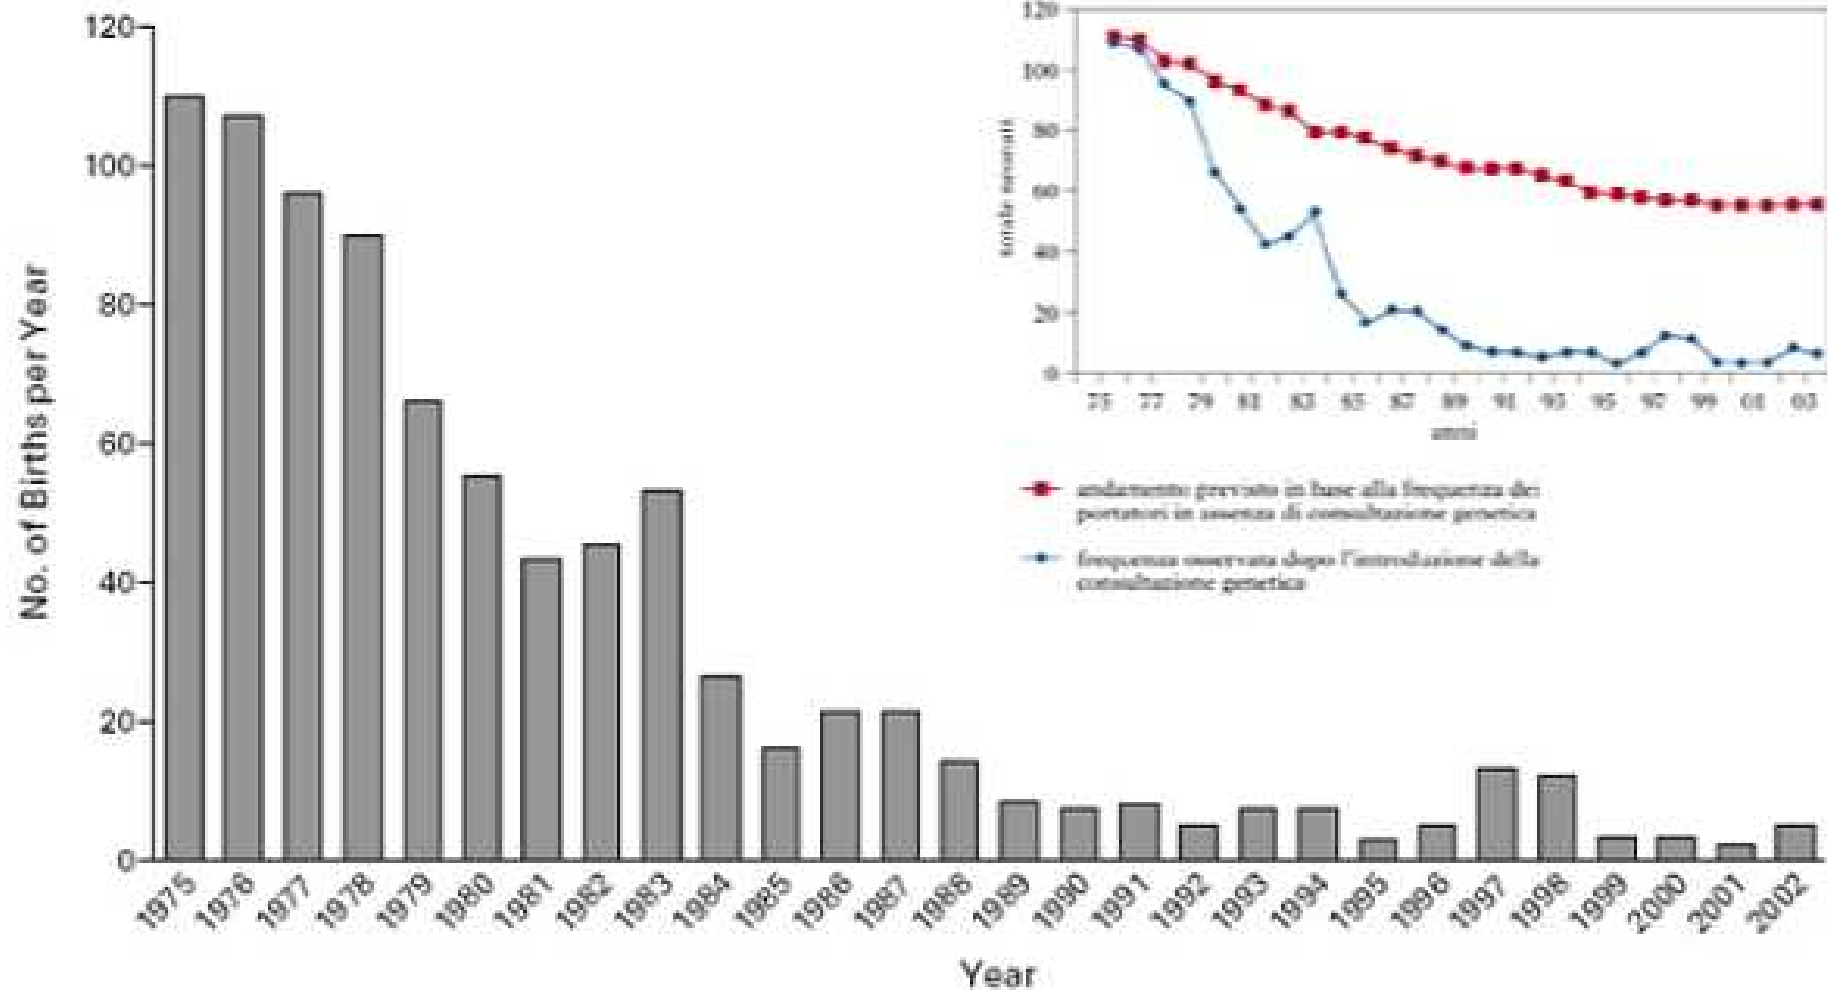 120
100
80
60
40
20
0
No. of Births per Year
1975 1976 1977 1978 1979 1980 1981 1982 1983 1984 1985 1986 1987 1988 1989 1990 1991 1992 1993 1994 1995 1996 1997 1998 1999 2000 2001 2002
Year
120
100
80
60
40
20
0
totale neonati
75 77 79 81 83 85 87 89 91 93 95 97 99 01 03
anni
andamento previsto in base alla frequenza dei
portatori in assenza di consultazione genetica
frequenza osservata dopo l'introduzione della
consultazione genetica